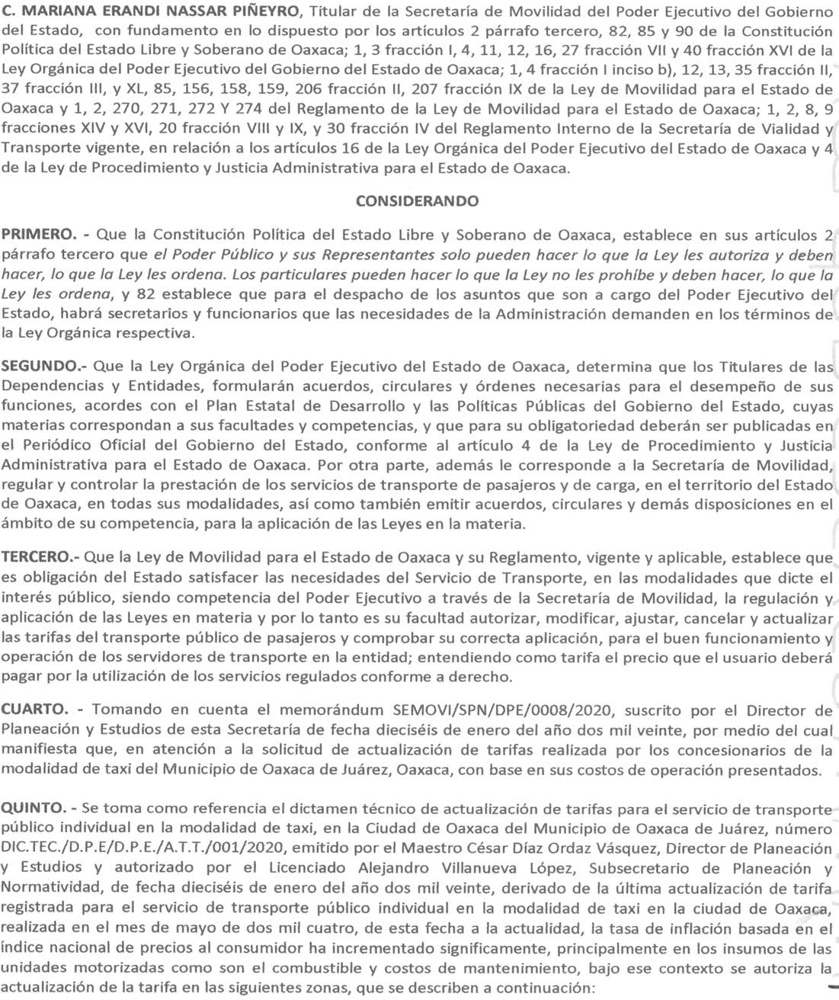 C. MARIANA ERANDI NASSAR PIÑEYRO, Titular de la Secretaría de Movilidad del Poder Ejecutivo del Gobierno
del Estado, con fundamento en lo dispuesto por los artículos 2 párrafo tercero, 82, 85 y 90 de la Constitución
Política del Estado Libre y Soberano de Oaxaca; 1, 3 fracción I, 4, 11, 12, 16, 27 fracción VII y 40 fracción XVI de la
Ley Orgánica del Poder Ejecutivo del Gobierno del Estado de Oaxaca; 1, 4 fracción I inciso b), 12, 13, 35 fracción II,
37 fracción III, y XL, 85, 156, 158, 159, 206 fracción II, 207 fracción IX de la Ley de Movilidad para el Estado de
Oaxaca y 1, 2, 270, 271, 272 Y 274 del Reglamento de la Ley de Movilidad para el Estado de Oaxaca; 1, 2, 8, 9
fracciones XIV y XVI, 20 fracción VIII y IX, y 30 fracción IV del Reglamento Interno de la Secretaría de Vialidad y
Transporte vigente, en relación a los artículos 16 de la Ley Orgánica del Poder Ejecutivo del Estado de Oaxaca y 4
de la Ley de Procedimiento y Justicia Administrativa para el Estado de Oaxaca.
CONSIDERANDO
PRIMERO. - Que la Constitución Política del Estado Libre y Soberano de Oaxaca, establece en sus artículos 2
párrafo tercero que el Poder Público y sus Representantes solo pueden hacer lo que la Ley les autoriza y deben
hacer, lo que la Ley les ordena. Los particulares pueden hacer lo que la Ley no les prohíbe y deben hacer, lo que la
Ley les ordena, y 82 establece que para el despacho de los asuntos que son a cargo del Poder Ejecutivo del
Estado, habrá secretarios y funcionarios que las necesidades de la Administración demanden en los términos de
la Ley Orgánica respectiva.
SEGUNDO.- Que la Ley Orgánica del Poder Ejecutivo del Estado de Oaxaca, determina que los Titulares de las
Dependencias y Entidades, formularán acuerdos, circulares y órdenes necesarias para el desempeño de sus
funciones, acordes con el Plan Estatal de Desarrollo y las Políticas Públicas del Gobierno del Estado, cuyas
materias correspondan a sus facultades y competencias, y que para su obligatoriedad deberán ser publicadas en
el Periódico Oficial del Gobierno del Estado, conforme al artículo 4 de la Ley de Procedimiento y Justicia
Administrativa para el Estado de Oaxaca. Por otra parte, además le corresponde a la Secretaría de Movilidad,
regular y controlar la prestación de los servicios de transporte de pasajeros y de carga, en el territorio del Estado
de Oaxaca, en todas sus modalidades, así como también emitir acuerdos, circulares y demás disposiciones en el
ámbito de su competencia, para la aplicación de las Leyes en la materia.
TERCERO.- Que la Ley de Movilidad para el Estado de Oaxaca y su Reglamento, vigente y aplicable, establece que
es obligación del Estado satisfacer las necesidades del Servicio de Transporte, en las modalidades que dicte el
interés público, siendo competencia del Poder Ejecutivo a través de la Secretaría de Movilidad, la regulación y
aplicación de las Leyes en materia y por lo tanto es su facultad autorizar, modificar, ajustar, cancelar y actualizar
las tarifas del transporte público de pasajeros y comprobar su correcta aplicación, para el buen funcionamiento y
operación de los servidores de transporte en la entidad; entendiendo como tarifa el precio que el usuario deberá
pagar por la utilización de los servicios regulados conforme a derecho.
CUARTO. - Tomando en cuenta el memorándum SEMOVI/SPN/DPE/0008/2020, suscrito por el Director de
Planeación y Estudios de esta Secretaría de fecha dieciséis de enero del año dos mil veinte, por medio del cual
manifiesta que, en atención a la solicitud de actualización de tarifas realizada por los concesionarios de la
modalidad de taxi del Municipio de Oaxaca de Juárez, Oaxaca, con base en sus costos de operación presentados.
QUINTO. - Se toma como referencia el dictamen técnico de actualización de tarifas para el servicio de transporte
público individual en la modalidad de taxi, en la Ciudad de Oaxaca del Municipio de Oaxaca de Juárez, número
DIC.TEC./D.P.E/D.P.E./A.T.T./001/2020, emitido por el Maestro César Díaz Ordaz Vásquez, Director de Planeación
y Estudios y autorizado por el Licenciado Alejandro Villanueva López, Subsecretario de Planeación y
Normatividad, de fecha dieciséis de enero del año dos mil veinte, derivado de la última actualización de tarifa
registrada para el servicio de transporte público individual en la modalidad de taxi en la ciudad de Oaxaca,
realizada en el mes de mayo de dos mil cuatro, de esta fecha a la actualidad, la tasa de inflación basada en el
índice nacional de precios al consumidor ha incrementado significamente, principalmente en los insumos de las
unidades motorizadas como son el combustible y costos de mantenimiento, bajo ese contexto se autoriza la
actualización de la tarifa en las siguientes zonas, que se describen a continuación: